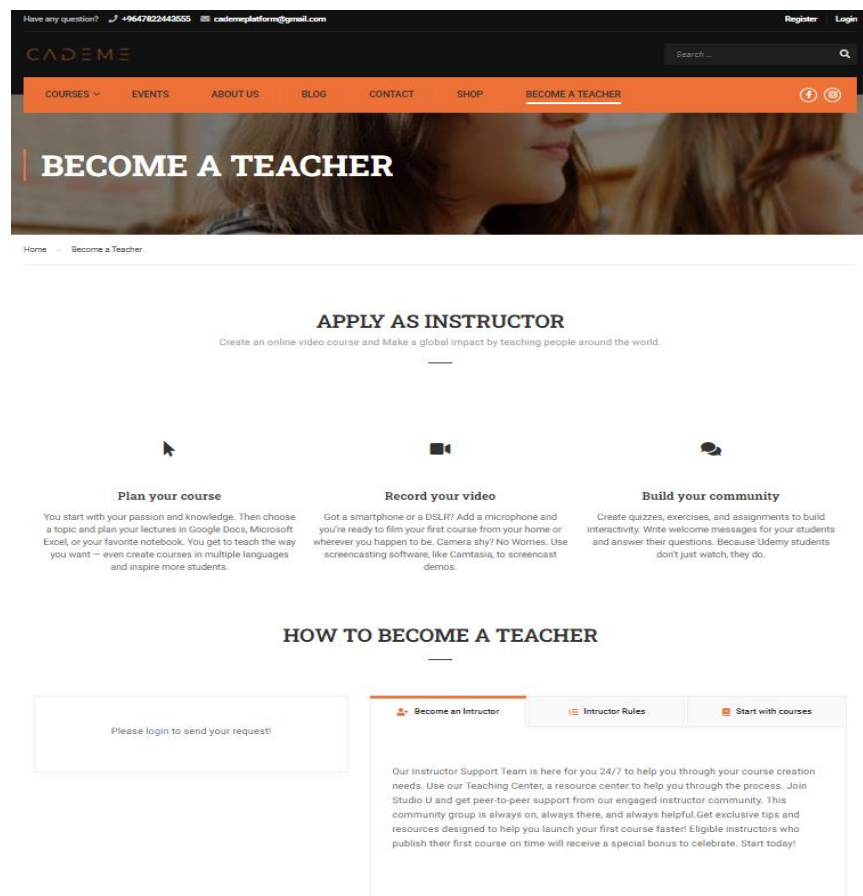 Have any question? +9647822443555 cademeplatform@gmail.com Register Login
CADEME
Search ...
COURSES EVENTS ABOUT US BLOG CONTACT SHOP BECOME A TEACHER
BECOME A TEACHER
Home Become a Teacher
APPLY AS INSTRUCTOR
Create an online video course and Make a global impact by teaching people around the world.
Plan your course
You start with your passion and knowledge. Then choose
a topic and plan your lectures in Google Docs, Microsoft
Excel, or your favorite notebook. You get to teach the way
you want — even create courses in multiple languages
and inspire more students.
Record your video
Got a smartphone or a DSLR? Add a microphone and
you're ready to film your first course from your home or
wherever you happen to be. Camera shy? No Worries. Use
screencasting software, like Camtasia, to screencast
demos.
Build your community
Create quizzes, exercises, and assignments to build
interactivity. Write welcome messages for your students
and answer their questions. Because Udemy students
don't just watch, they do.
HOW TO BECOME A TEACHER
Please login to send your request!
Become an Intructor Intructor Rules Start with courses
Our Instructor Support Team is here for you 24/7 to help you through your course creation
needs. Use our Teaching Center, a resource center to help you through the process. Join
Studio U and get peer-to-peer support from our engaged instructor community. This
community group is always on, always there, and always helpful.Get exclusive tips and
resources designed to help you launch your first course faster! Eligible instructors who
publish their first course on time will receive a special bonus to celebrate. Start today!